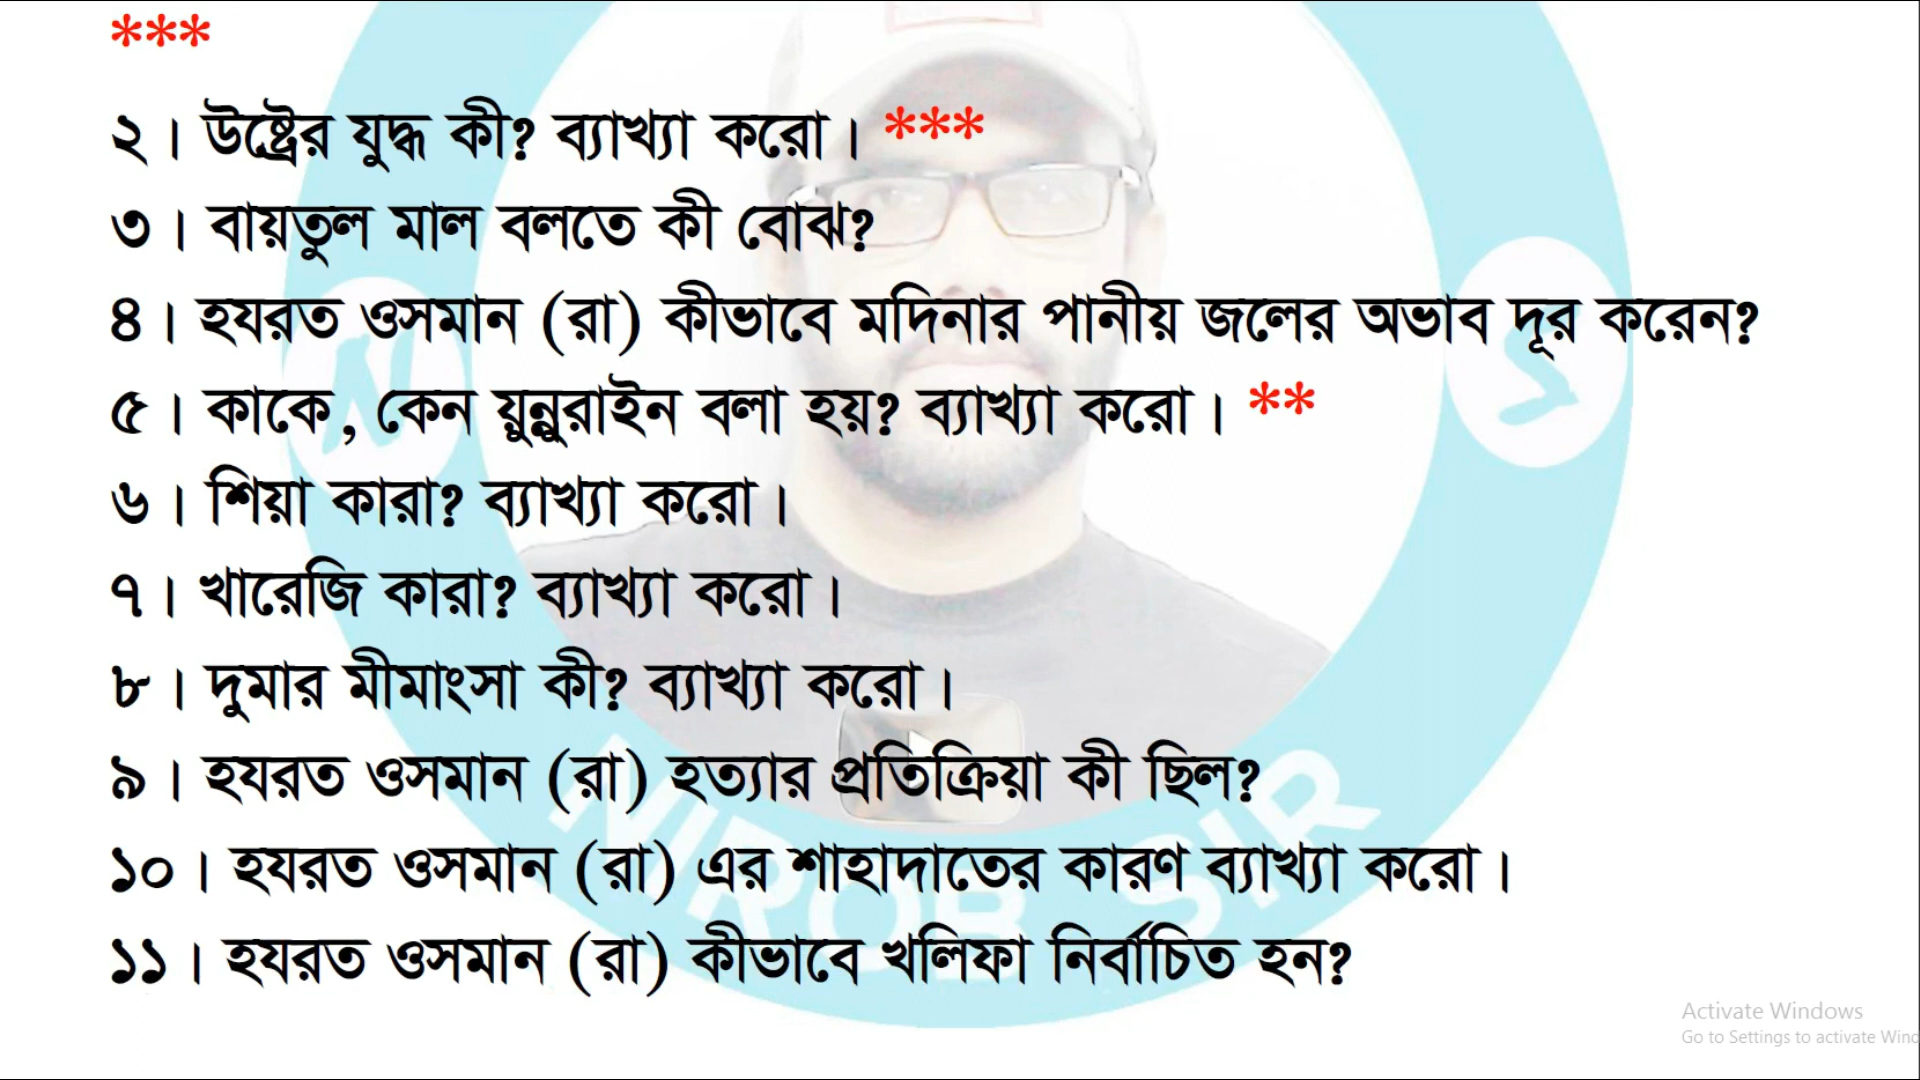 ***
২। উষ্ট্রের যুদ্ধ কী? ব্যাখ্যা করো। ***
৩। বায়তুল মাল বলতে কী বোঝ?
৪। হযরত ওসমান (রা) কীভাবে মদিনার পানীয় জলের অভাব দূর করেন?
৫। কাকে, কেন য়ুন্নুরাইন বলা হয়? ব্যাখ্যা করো। **
৬। শিয়া কারা? ব্যাখ্যা করো।
৭। খারেজি কারা? ব্যাখ্যা করো।
৮। দুমার মীমাংসা কী? ব্যাখ্যা করো।
৯। হযরত ওসমান (রা) হত্যার প্রতিক্রিয়া কী ছিল?
১০। হযরত ওসমান (রা) এর শাহাদাতের কারণ ব্যাখ্যা করো।
১১। হযরত ওসমান (রা) কীভাবে খলিফা নির্বাচিত হন?
N
S
NIROB SIR
Activate Windows
Go to Settings to activate Wind